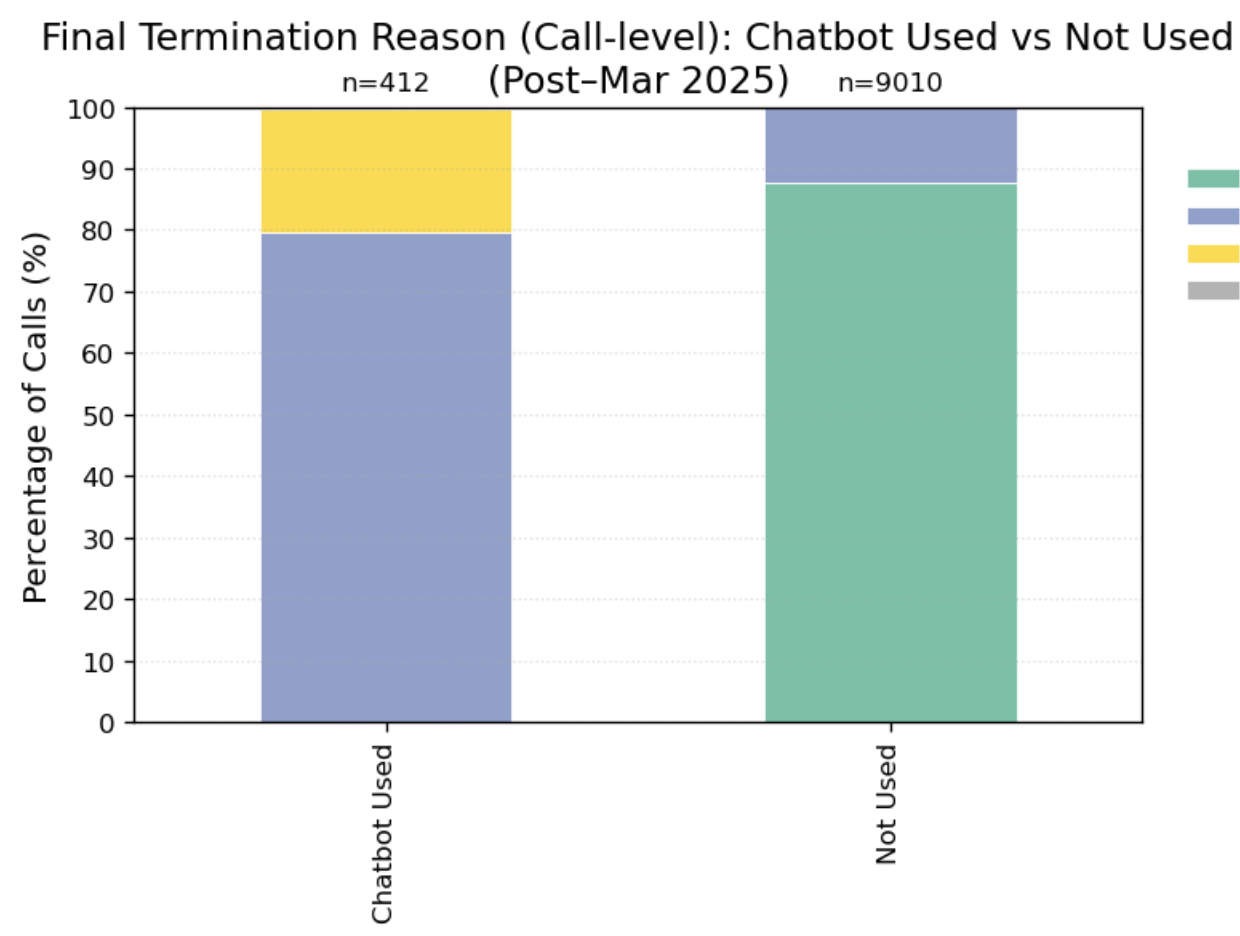 Final Termination Reason (Call-level): Chatbot Used vs Not Used
(Post–Mar 2025)
n=412
n=9010
Percentage of Calls (%)
100
90
80
70
60
50
40
30
20
10
0
Chatbot Used
Not Used